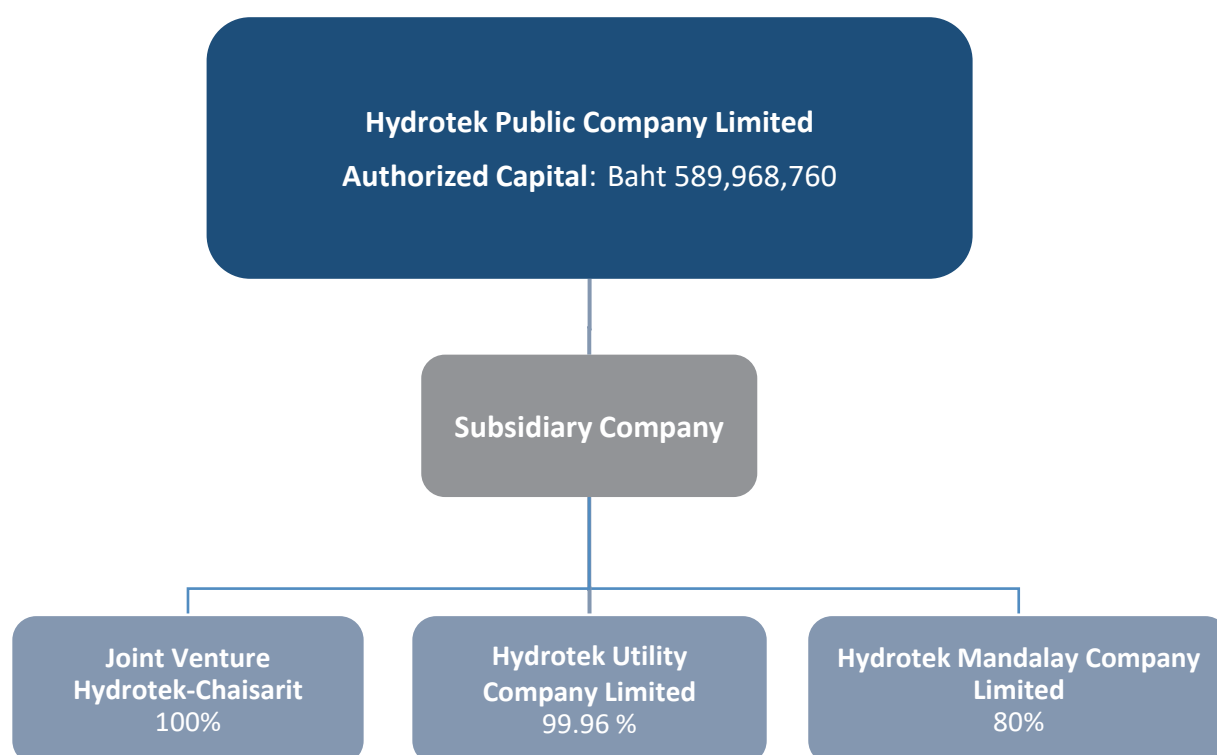 Hydrotek Public Company Limited
Authorized Capital: Baht 589,968,760
Subsidiary Company
Joint Venture
Hydrotek-Chaisarit
100%
Hydrotek Utility
Company Limited
99.96 %
Hydrotek Mandalay Company
Limited
80%